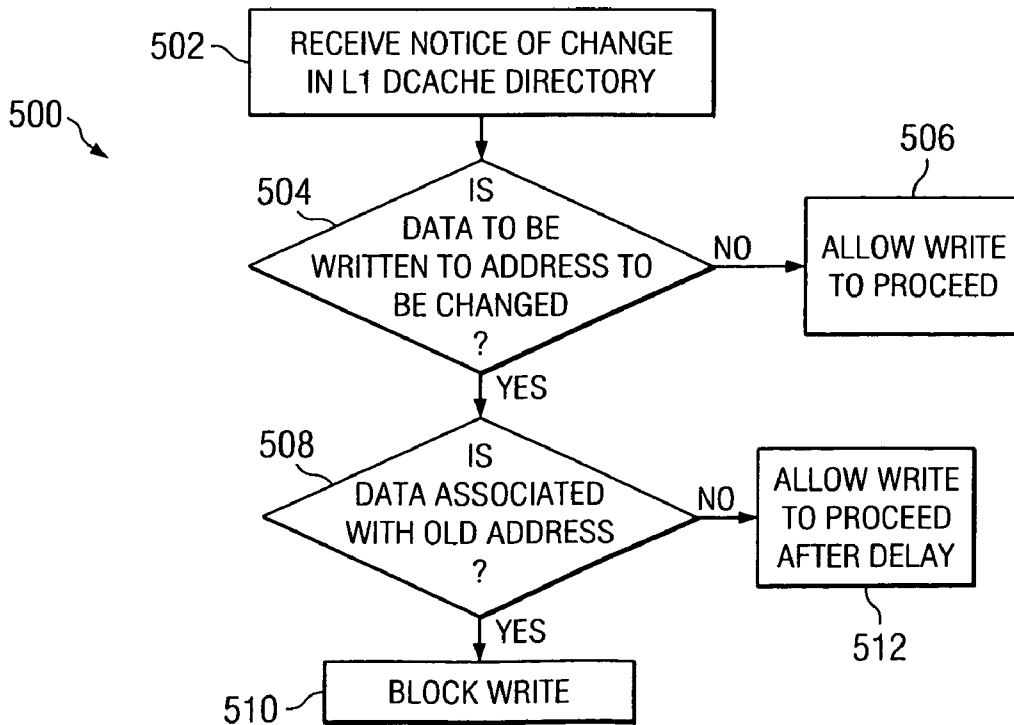 502
RECEIVE NOTICE OF CHANGE
IN L1 DCACHE DIRECTORY
500
504
IS
DATA TO BE
WRITTEN TO ADDRESS TO
BE CHANGED
?
NO
506
ALLOW WRITE
TO PROCEED
YES
508
IS
DATA ASSOCIATED
WITH OLD ADDRESS
?
NO
ALLOW WRITE
TO PROCEED
AFTER DELAY
512
YES
510
BLOCK WRITE